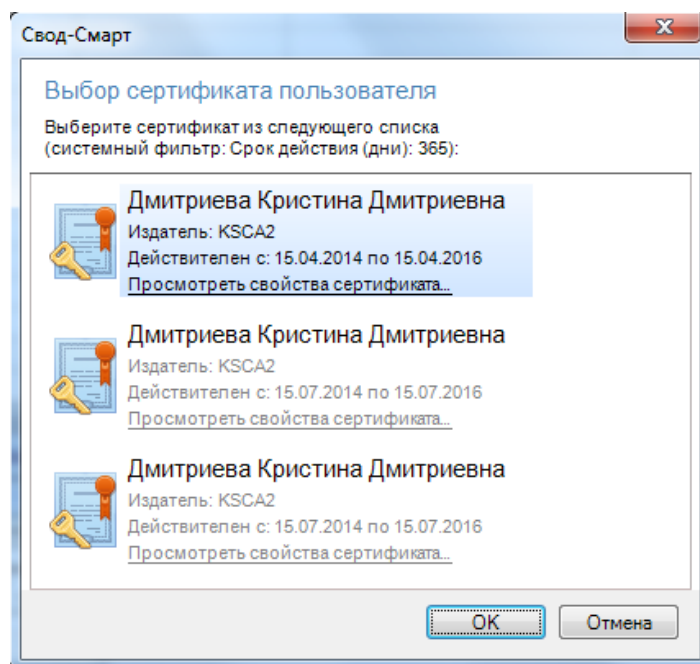 Свод-Смарт
Выбор сертификата пользователя
Выберите сертификат из следующего списка
(системный фильтр: Срок действия (дни): 365):
Дмитриева Кристина Дмитриевна
Издатель: KSCA2
Действителен с: 15.04.2014 по 15.04.2016
Просмотреть свойства сертификата...
Дмитриева Кристина Дмитриевна
Издатель: KSCA2
Действителен с: 15.07.2014 по 15.07.2016
Просмотреть свойства сертификата...
Дмитриева Кристина Дмитриевна
Издатель: KSCA2
Действителен с: 15.07.2014 по 15.07.2016
Просмотреть свойства сертификата...
OK Отмена